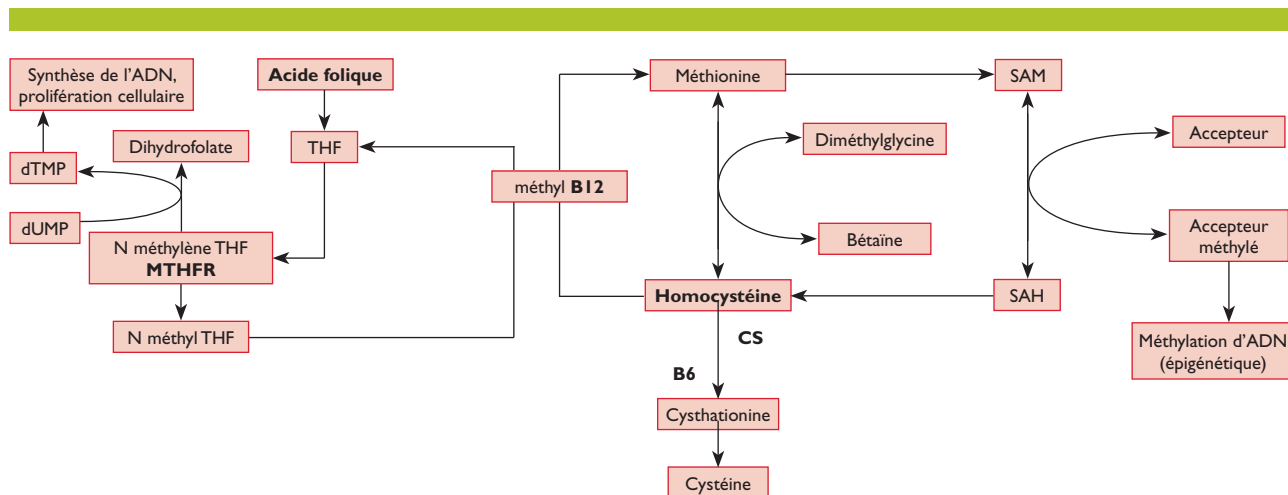 Synthèse de l'ADN,
prolifération cellulaire
Acide folique
Méthionine
SAM
Dihydrofolate
THF
Diméthylglycine
Accepteur
dTMP
méthyl B12
dUMP
N méthylène THF
MTHFR
Bétaïne
Accepteur
méthylé
Homocystéine
SAH
N méthyl THF
CS
Méthylation d'ADN
(épigénétique)
B6
Cysthationine
Cystéine